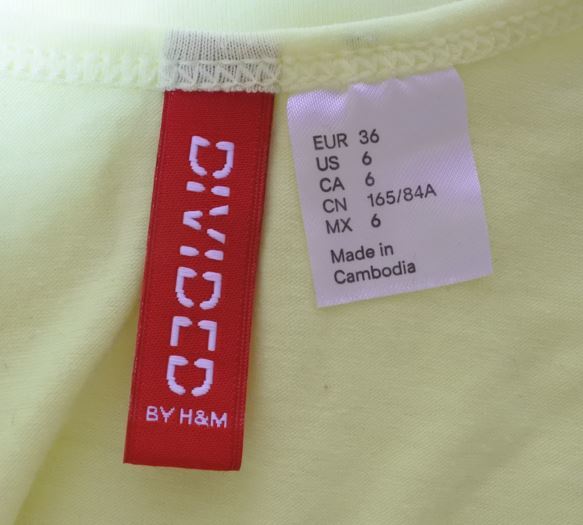 DIVIDED
BY H&M
EUR 36
US 6
CA 6
CN 165/84A
MX 6
Made in
Cambodia